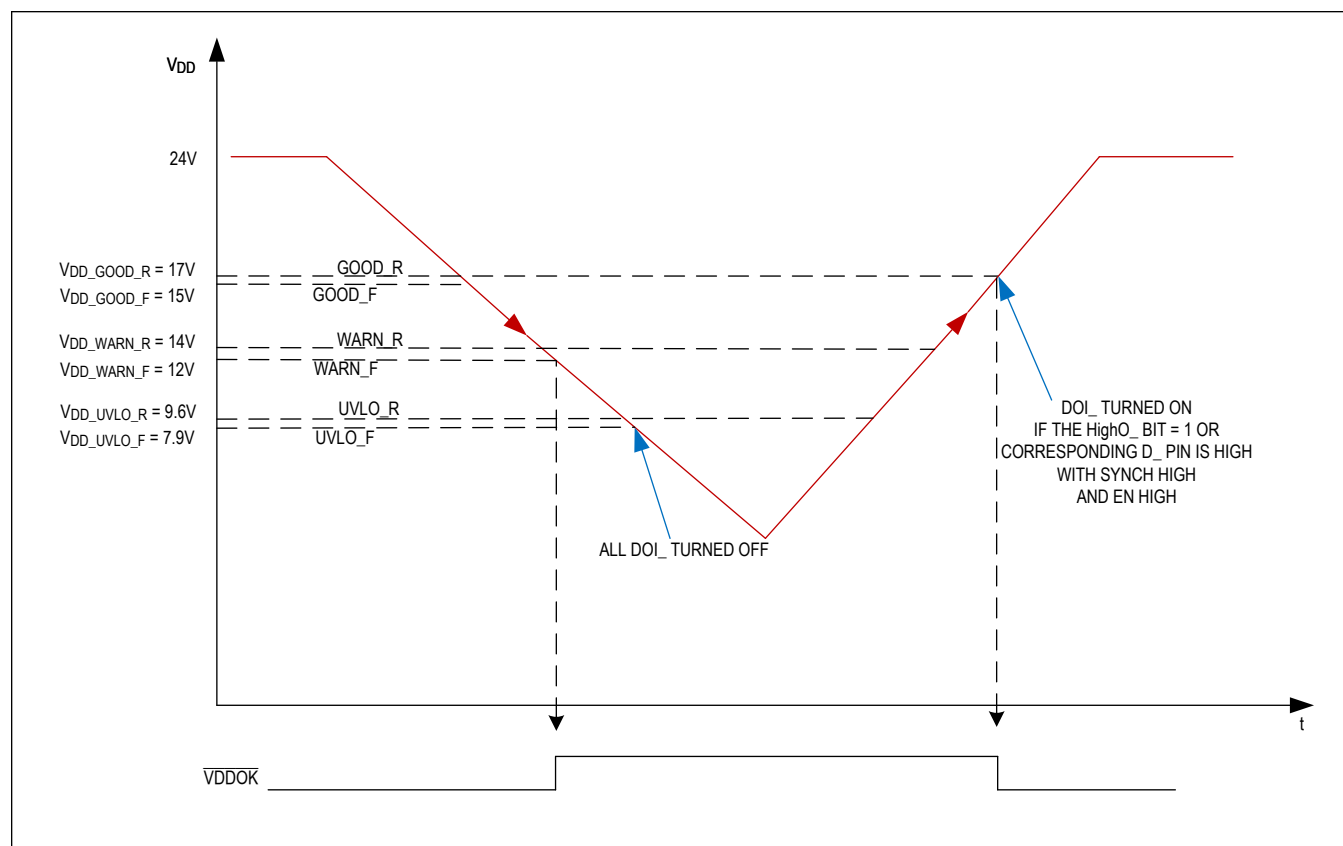 VDD
24V
VDD_GOOD_R = 17V
GOOD_R
VDD_GOOD_F = 15V
GOOD_F
VDD_WARN_R = 14V
WARN_R
VDD_WARN_F = 12V
WARN_F
VDD_UVLO_R = 9.6V
UVLO_R
VDD_UVLO_F = 7.9V
UVLO_F
DOI_ TURNED ON
IF THE HighO_ BIT = 1 OR
CORRESPONDING D_ PIN IS HIGH
WITH SYNCH HIGH
AND EN HIGH
ALL DOI_ TURNED OFF
t
VDDOK